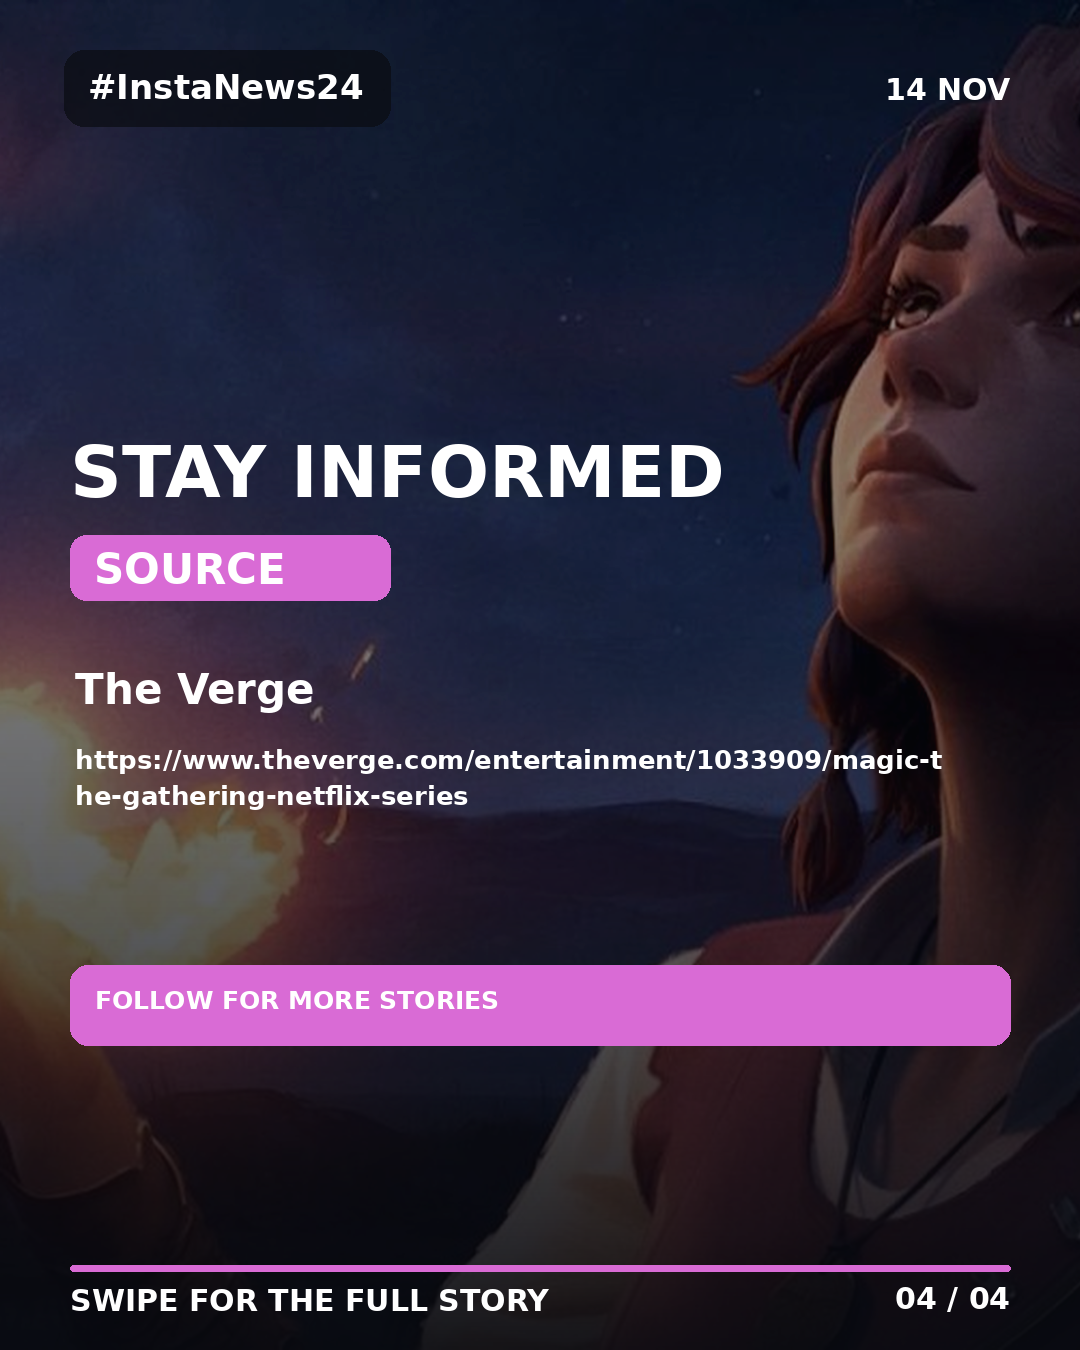 #InstaNews24
14 NOV
STAY INFORMED
SOURCE
The Verge
https://www.theverge.com/entertainment/1033909/magic-t
he-gathering-netflix-series
FOLLOW FOR MORE STORIES
SWIPE FOR THE FULL STORY
04 / 04